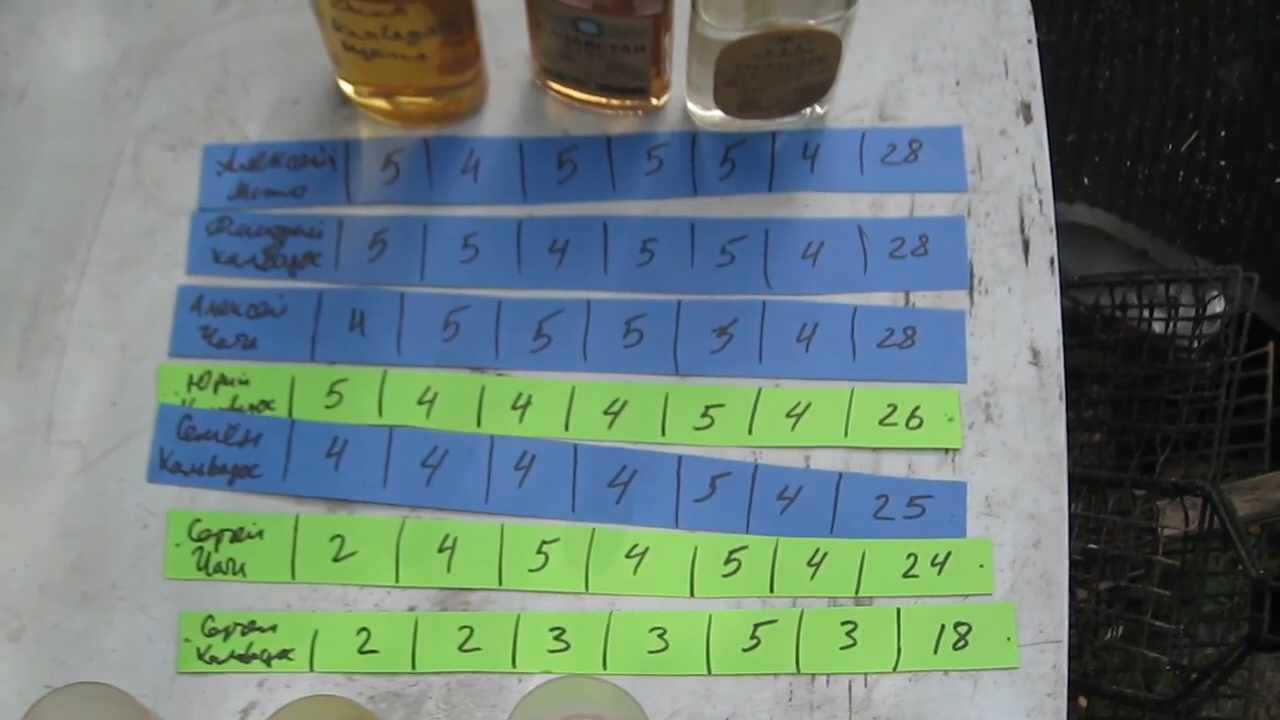 Кальвадос
Алексей 5 4 5 5 5 4 28
Дмитрий 5 5 4 5 5 4 28
Кальвадос
Алексей 4 5 5 5 5 4 28
Чача
Юрий 5 4 4 4 5 4 26
Семён 4 4 4 4 5 4 25
Кальвадос
Сергей 2 4 5 4 5 4 24
Чача
Сергей 2 2 3 3 5 3 18
Кальвадос